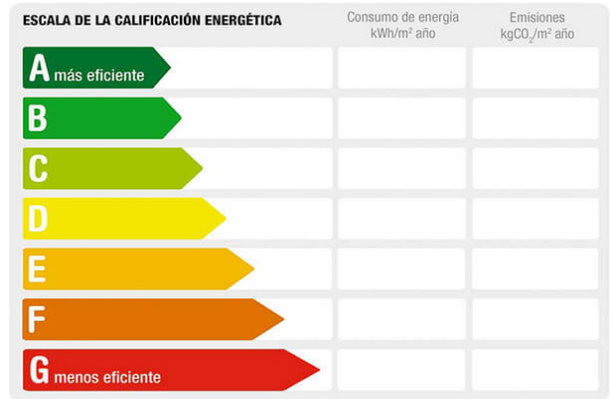 ESCALA DE LA CALIFICACIÓN ENERGÉTICA
Consumo de energía
kWh/m² año
Emisiones
kgCO₂/m² año
A más eficiente
B
C
D
E
F
G menos eficiente